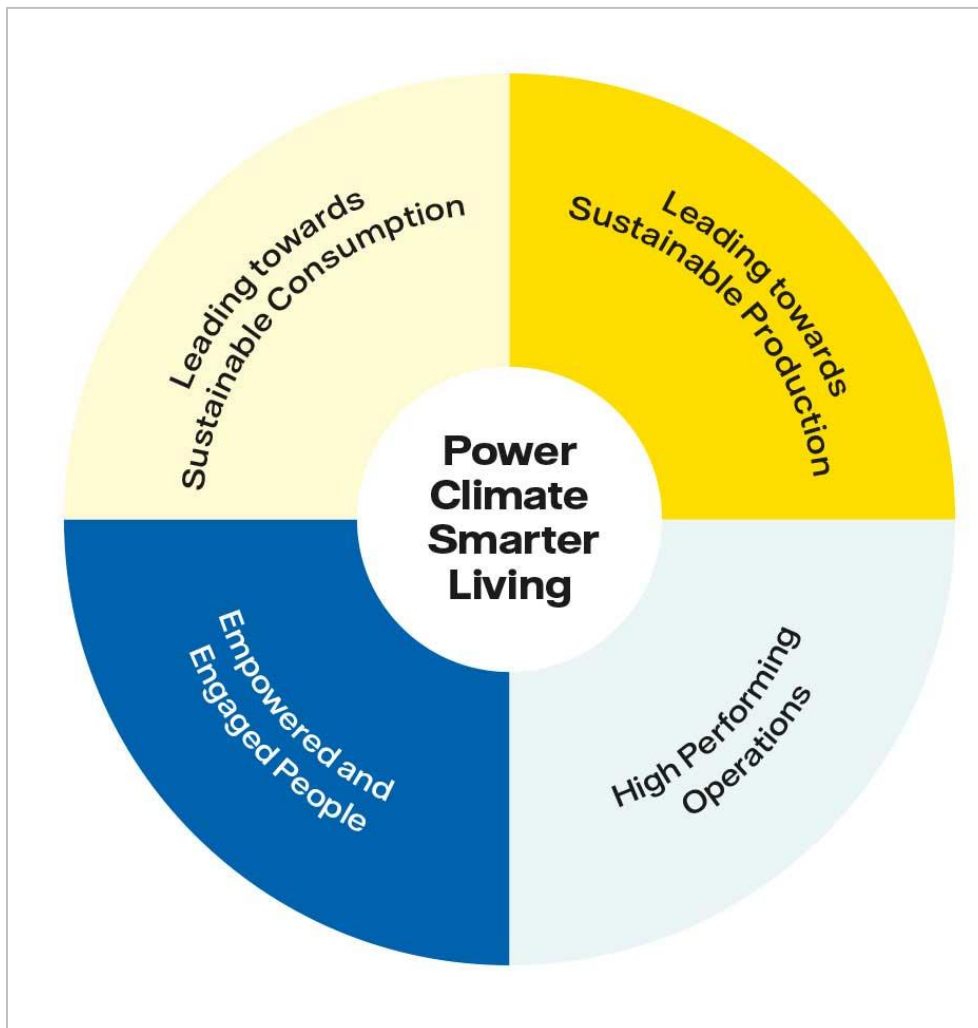 Leading towards
Sustainable Consumption
Leading towards
Sustainable Production
Power
Climate
Smarter
Living
Empowered and
Engaged People
High Performing
Operations